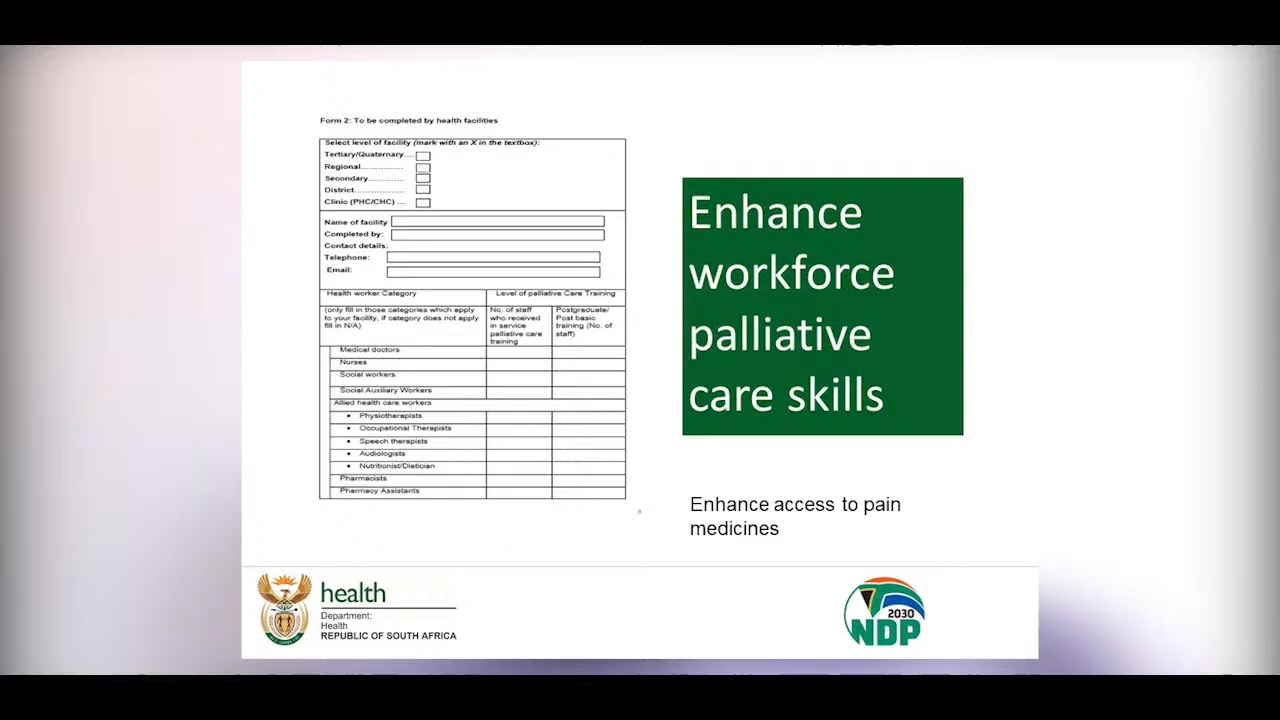 Form 2: To be completed by health facilities
Select level of facility (mark with an X in the textbox):
Tertiary/Quaternary....
Regional..............
Secondary............
District.................
Clinic (PHC/CHC) ...
Name of facility
Completed by:
Contact details:
Telephone:
Email:
Health worker Category
Level of palliative Care Training
(only fill in those categories which apply
to your facility, if category does not apply
fill in N/A)
No. of staff
who received
in service
palliative care
training
Postgraduate/
Post basic
training (No. of
staff)
Medical doctors
Nurses
Social workers
Social Auxiliary Workers
Allied health care workers
• Physiotherapists
• Occupational Therapists
• Speech therapists
• Audiologists
• Nutritionist/Dietician
Pharmacists
Pharmacy Assistants
Enhance
workforce
palliative
care skills
Enhance access to pain
medicines
health
Department:
Health
REPUBLIC OF SOUTH AFRICA
2030
NDP